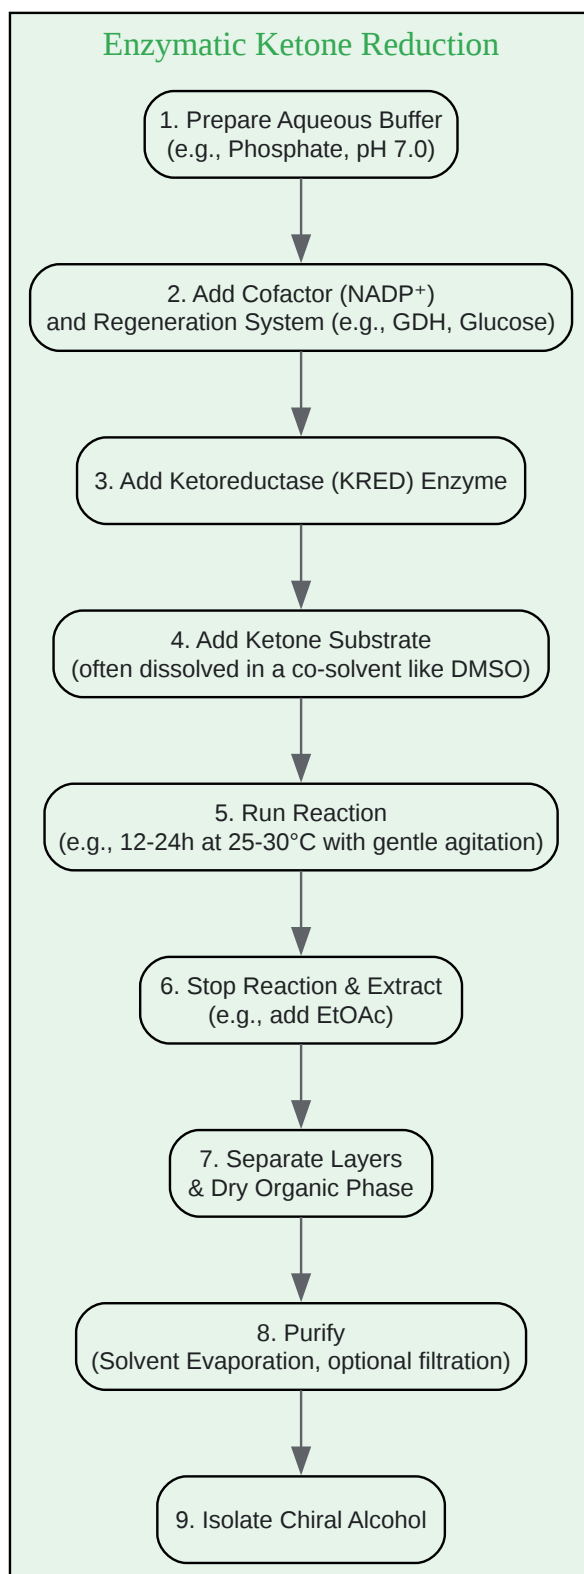 Enzymatic Ketone Reduction
1. Prepare Aqueous Buffer
(e.g., Phosphate, pH 7.0)
2. Add Cofactor (NADP⁺)
and Regeneration System (e.g., GDH, Glucose)
3. Add Ketoreductase (KRED) Enzyme
4. Add Ketone Substrate
(often dissolved in a co-solvent like DMSO)
5. Run Reaction
(e.g., 12-24h at 25-30°C with gentle agitation)
6. Stop Reaction & Extract
(e.g., add EtOAc)
7. Separate Layers
& Dry Organic Phase
8. Purify
(Solvent Evaporation, optional filtration)
9. Isolate Chiral Alcohol